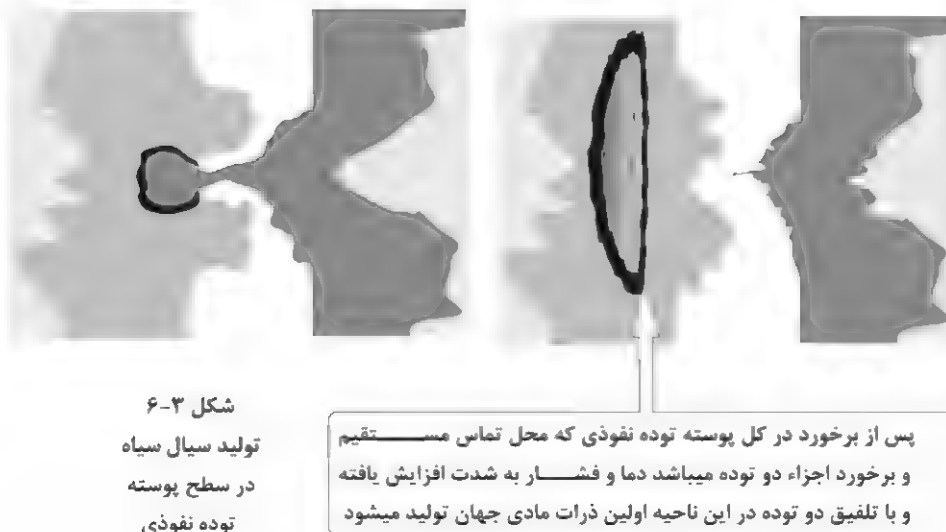 شکل ۳-۶
تولید سیال سیاه
در سطح پوسته
توده نفوذی
پس از برخورد در کل پوسته توده نفوذی که محل تماس مستقیم
و برخورد اجزاء دو توده میباشد دما و فشار به شدت افزایش یافته
و با تلفیق دو توده در این ناحیه اولین ذرات مادی جهان تولید میشود